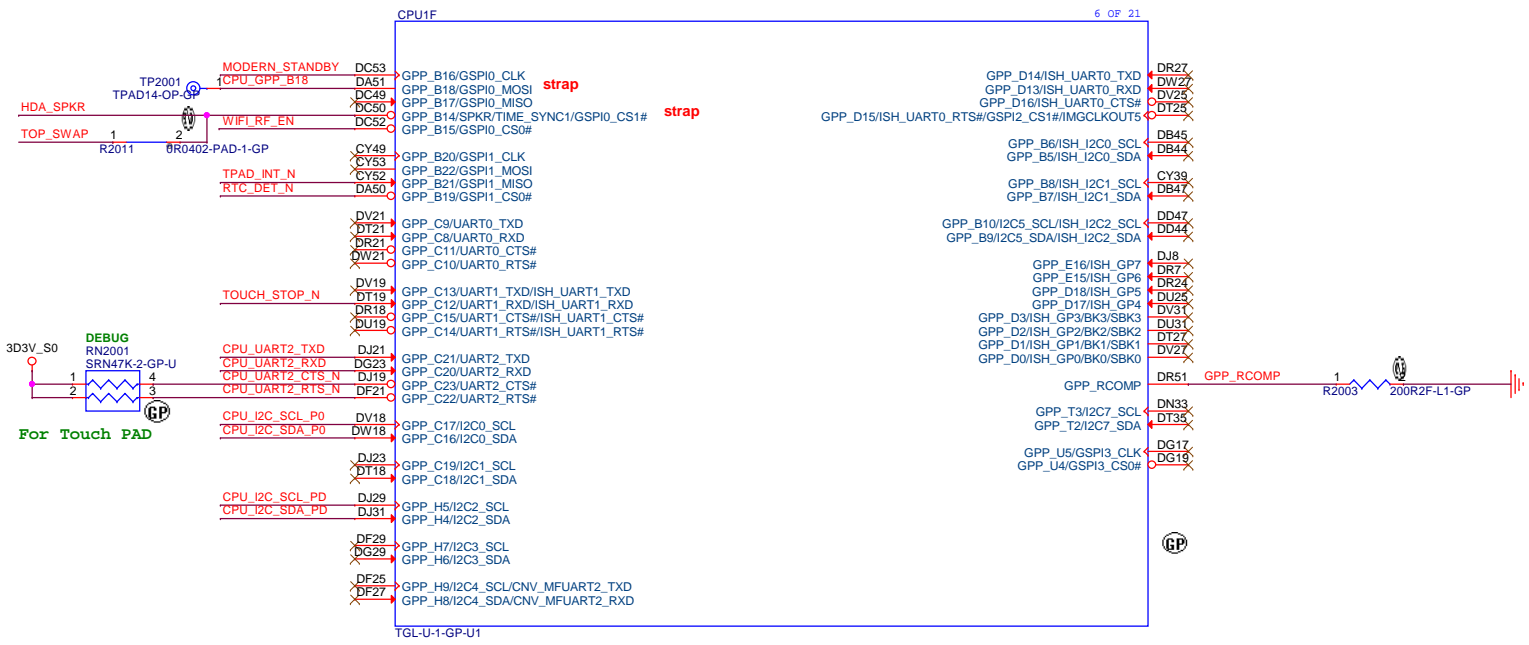 CPU1F
6 OF 21
MODERN_STANDBY DC53 GPP_B16/GSPI0_CLK strap
TP2001 1 CPU_GPP_B18 DA51 GPP_B18/GSPI0_MOSI
TPAD14-OP-GP DC49 GPP_B17/GSPI0_MISO
HDA_SPKR DC50 GPP_B14/SPKR/TIME_SYNC1/GSPI0_CS1# strap
WIFI_RF_EN DC52 GPP_B15/GSPI0_CS0#
TOP_SWAP 1 2
R2011 0R0402-PAD-1-GP
CY49 GPP_B20/GSPI1_CLK
CY53 GPP_B22/GSPI1_MOSI
TPAD_INT_N CY52 GPP_B21/GSPI1_MISO
RTC_DET_N DA50 GPP_B19/GSPI1_CS0#
DV21 GPP_C9/UART0_TXD
DT21 GPP_C8/UART0_RXD
DR21 GPP_C11/UART0_CTS#
DW21 GPP_C10/UART0_RTS#
DV19 GPP_C13/UART1_TXD/ISH_UART1_TXD
TOUCH_STOP_N DT19 GPP_C12/UART1_RXD/ISH_UART1_RXD
DR18 GPP_C15/UART1_CTS#/ISH_UART1_CTS#
DU19 GPP_C14/UART1_RTS#/ISH_UART1_RTS#
DEBUG
3D3V_S0 RN2001
SRN47K-2-GP-U
CPU_UART2_TXD DJ21 GPP_C21/UART2_TXD
CPU_UART2_RXD DG23 GPP_C20/UART2_RXD
1 4 CPU_UART2_CTS_N DJ19 GPP_C23/UART2_CTS#
2 3 CPU_UART2_RTS_N DF21 GPP_C22/UART2_RTS#
GP
For Touch PAD
CPU_I2C_SCL_P0 DV18 GPP_C17/I2C0_SCL
CPU_I2C_SDA_P0 DW18 GPP_C16/I2C0_SDA
DJ23 GPP_C19/I2C1_SCL
DT18 GPP_C18/I2C1_SDA
CPU_I2C_SCL_PD DJ29 GPP_H5/I2C2_SCL
CPU_I2C_SDA_PD DJ31 GPP_H4/I2C2_SDA
DF29 GPP_H7/I2C3_SCL
DG29 GPP_H6/I2C3_SDA
DF25 GPP_H9/I2C4_SCL/CNV_MFUART2_TXD
DF27 GPP_H8/I2C4_SDA/CNV_MFUART2_RXD
TGL-U-1-GP-U1
GPP_D14/ISH_UART0_TXD DR27
GPP_D13/ISH_UART0_RXD DW27
GPP_D16/ISH_UART0_CTS# DV25
GPP_D15/ISH_UART0_RTS#/GSPI2_CS1#/IMGCLKOUT5 DT25
GPP_B6/ISH_I2C0_SCL DB45
GPP_B5/ISH_I2C0_SDA DB44
GPP_B8/ISH_I2C1_SCL CY39
GPP_B7/ISH_I2C1_SDA DB47
GPP_B10/I2C5_SCL/ISH_I2C2_SCL DD47
GPP_B9/I2C5_SDA/ISH_I2C2_SDA DD44
GPP_E16/ISH_GP7 DJ8
GPP_E15/ISH_GP6 DR7
GPP_D18/ISH_GP5 DR24
GPP_D17/ISH_GP4 DU25
GPP_D3/ISH_GP3/BK3/SBK3 DV31
GPP_D2/ISH_GP2/BK2/SBK2 DU31
GPP_D1/ISH_GP1/BK1/SBK1 DT27
GPP_D0/ISH_GP0/BK0/SBK0 DV27
GPP_RCOMP DR51 GPP_RCOMP 1 2
R2003 200R2F-L1-GP
GPP_T3/I2C7_SCL DN33
GPP_T2/I2C7_SDA DT35
GPP_U5/GSPI3_CLK DG17
GPP_U4/GSPI3_CS0# DG19
GP